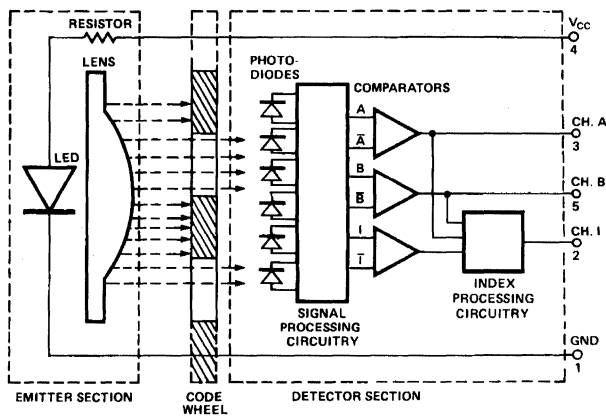 RESISTOR
LENS
LED
PHOTO-
DIODES
COMPARATORS
A
A̅
B
B̅
I
I̅
VCC
4
CH. A
3
CH. B
5
CH. I
2
GND
1
INDEX
PROCESSING
CIRCUITRY
SIGNAL
PROCESSING
CIRCUITRY
EMITTER SECTION
CODE
WHEEL
DETECTOR SECTION